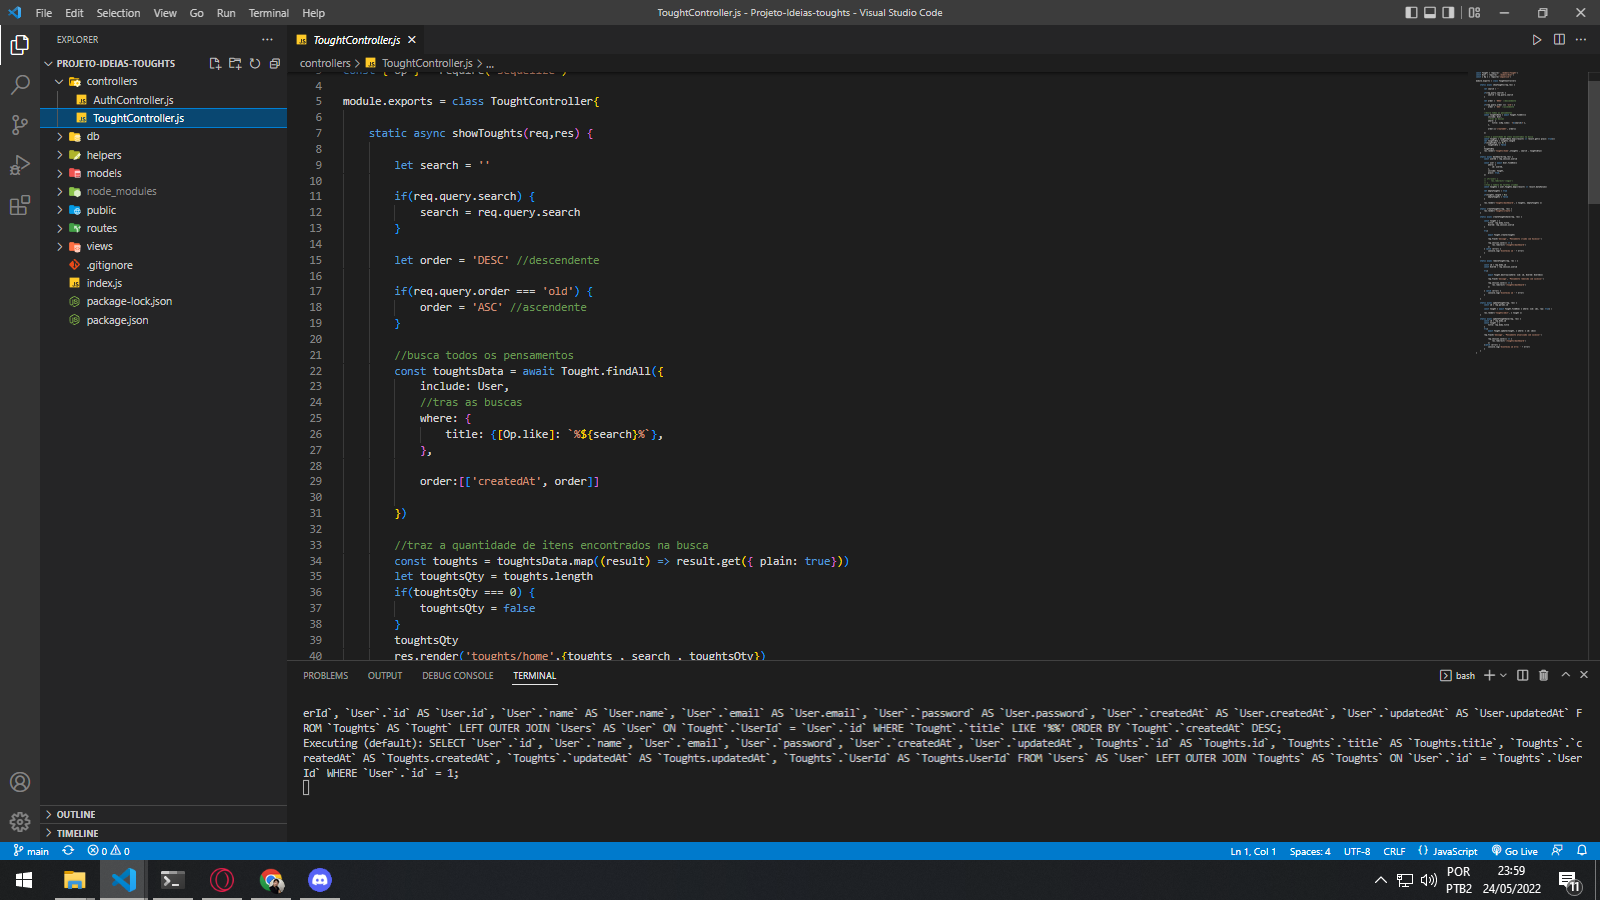 File Edit Selection View Go Run Terminal Help
ToughtController.js - Projeto-Ideias-toughts - Visual Studio Code
EXPLORER
PROJETO-IDEIAS-TOUGHTS
controllers
AuthController.js
ToughtController.js
db
helpers
models
node_modules
public
routes
views
.gitignore
index.js
package-lock.json
package.json
OUTLINE
TIMELINE
ToughtController.js
controllers > ToughtController.js > ...
3 const { Op } = require('sequelize')
4
5 module.exports = class ToughtController{
6
7 static async showToughts(req,res) {
8
9 let search = ''
10
11 if(req.query.search) {
12 search = req.query.search
13 }
14
15 let order = 'DESC' //descendente
16
17 if(req.query.order === 'old') {
18 order = 'ASC' //ascendente
19 }
20
21 //busca todos os pensamentos
22 const toughtsData = await Tought.findAll({
23 include: User,
24 //tras as buscas
25 where: {
26 title: {[Op.like]: `%${search}%`},
27 },
28
29 order:[['createdAt', order]]
30
31 })
32
33 //traz a quantidade de itens encontrados na busca
34 const toughts = toughtsData.map((result) => result.get({ plain: true}))
35 let toughtsQty = toughts.length
36 if(toughtsQty === 0) {
37 toughtsQty = false
38 }
39 toughtsQty
40 res.render('toughts/home',{toughts , search , toughtsQty})
PROBLEMS OUTPUT DEBUG CONSOLE TERMINAL
bash
erId`, `User`.`id` AS `User.id`, `User`.`name` AS `User.name`, `User`.`email` AS `User.email`, `User`.`password` AS `User.password`, `User`.`createdAt` AS `User.createdAt`, `User`.`updatedAt` AS `User.updatedAt` F
ROM `Toughts` AS `Tought` LEFT OUTER JOIN `Users` AS `User` ON `Tought`.`UserId` = `User`.`id` WHERE `Tought`.`title` LIKE '%%' ORDER BY `Tought`.`createdAt` DESC;
Executing (default): SELECT `User`.`id`, `User`.`name`, `User`.`email`, `User`.`password`, `User`.`createdAt`, `User`.`updatedAt`, `Toughts`.`id` AS `Toughts.id`, `Toughts`.`title` AS `Toughts.title`, `Toughts`.`c
reatedAt` AS `Toughts.createdAt`, `Toughts`.`updatedAt` AS `Toughts.updatedAt`, `Toughts`.`UserId` AS `Toughts.UserId` FROM `Users` AS `User` LEFT OUTER JOIN `Toughts` AS `Toughts` ON `User`.`id` = `Toughts`.`User
Id` WHERE `User`.`id` = 1;
main 0 0
Ln 1, Col 1 Spaces: 4 UTF-8 CRLF {} JavaScript Go Live
POR
PTB2
23:59
24/05/2022
11